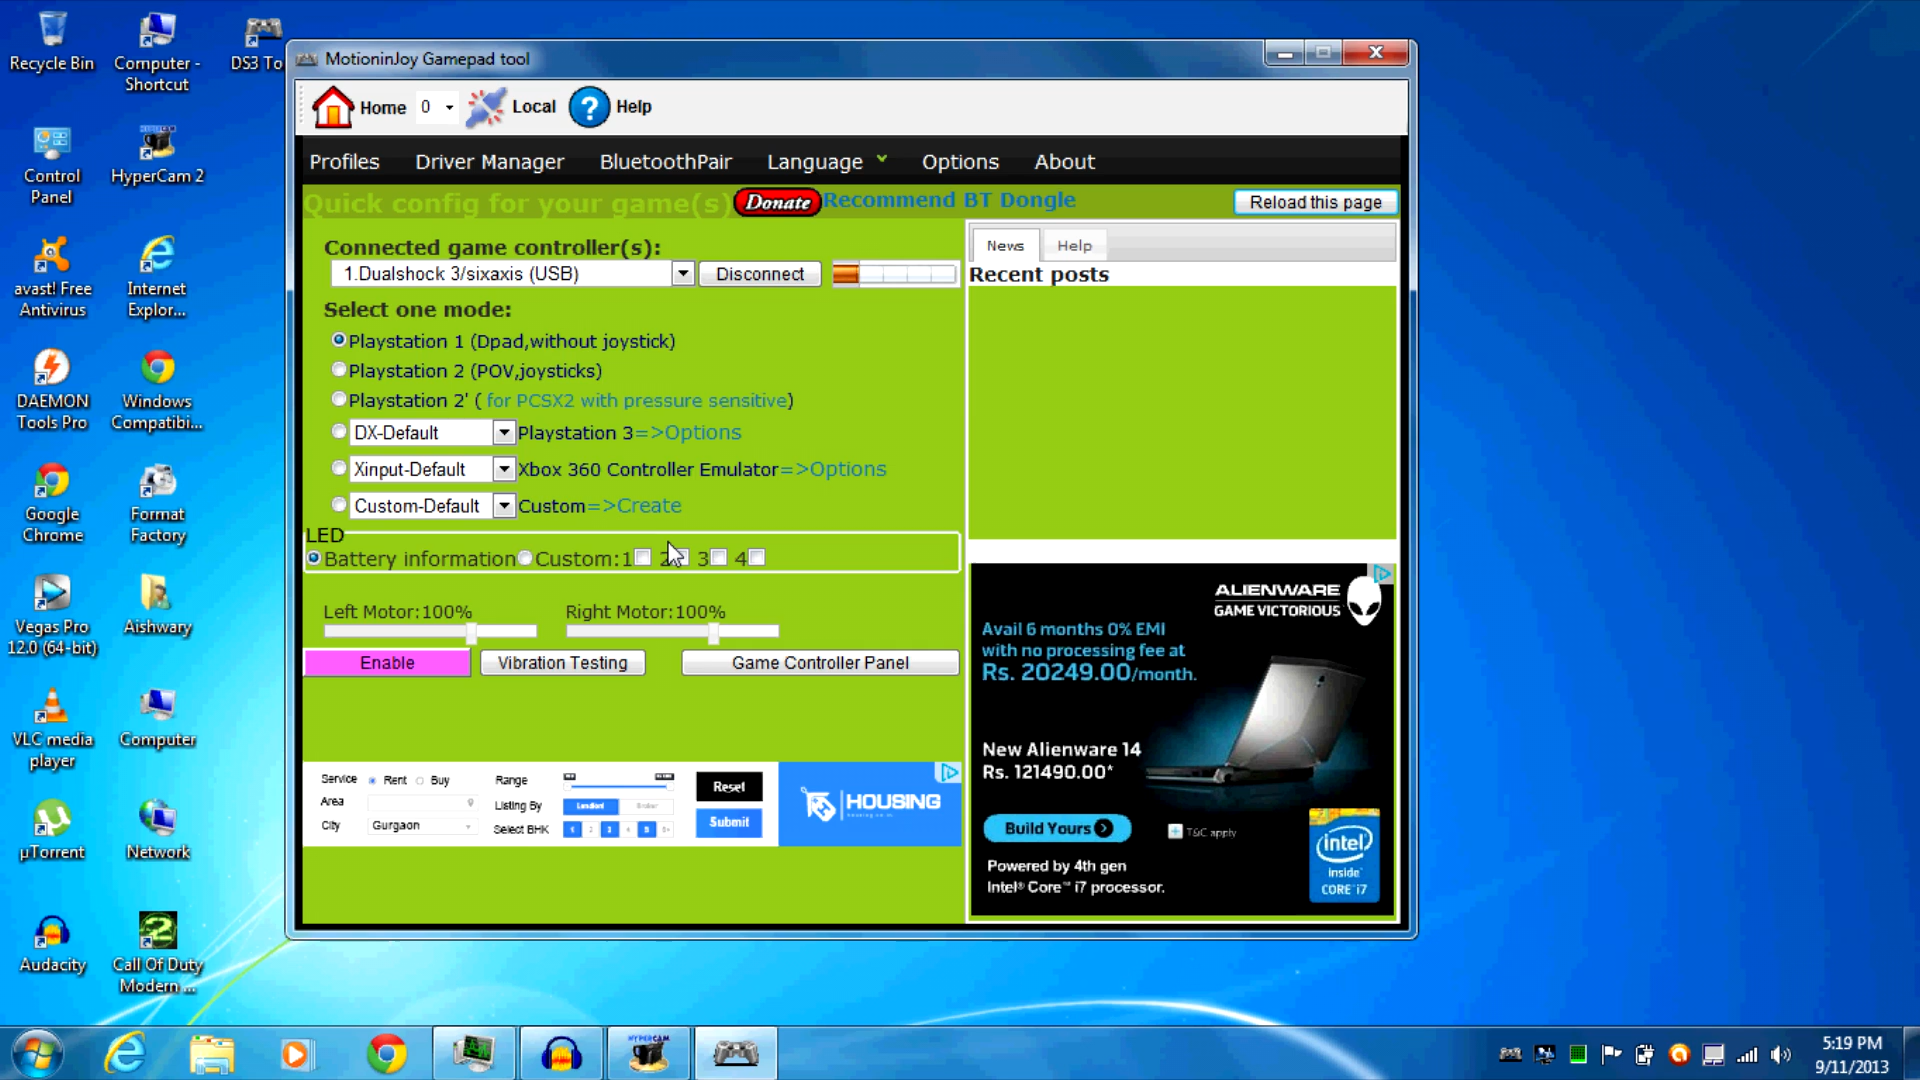 Recycle Bin
Computer -
Shortcut
DS3 To
Control
Panel
HyperCam 2
avast! Free
Antivirus
Internet
Explor...
DAEMON
Tools Pro
Windows
Compatibi...
Google
Chrome
Format
Factory
Vegas Pro
12.0 (64-bit)
Aishwary
VLC media
player
Computer
µTorrent
Network
Audacity
Call Of Duty
Modern ...
MotioninJoy Gamepad tool
Home 0 Local ? Help
Profiles Driver Manager BluetoothPair Language Options About
Quick config for your game(s) Donate Recommend BT Dongle Reload this page
Connected game controller(s):
1.Dualshock 3/sixaxis (USB) Disconnect
Select one mode:
Playstation 1 (Dpad,without joystick)
Playstation 2 (POV,joysticks)
Playstation 2' ( for PCSX2 with pressure sensitive)
DX-Default Playstation 3=>Options
Xinput-Default Xbox 360 Controller Emulator=>Options
Custom-Default Custom=>Create
LED
Battery information Custom:1 2 3 4
Left Motor:100% Right Motor:100%
Enable Vibration Testing Game Controller Panel
News Help
Recent posts
ALIENWARE
GAME VICTORIOUS
Avail 6 months 0% EMI
with no processing fee at
Rs. 20249.00/month.
New Alienware 14
Rs. 121490.00*
Build Yours
T&C apply
Powered by 4th gen
Intel® Core™ i7 processor.
intel
inside
CORE i7
Service Rent Buy
Area
City Gurgaon
Range
Listing By Landlord Broker
Select BHK
Reset
Submit
HOUSING
HYPERCAM
5:19 PM
9/11/2013